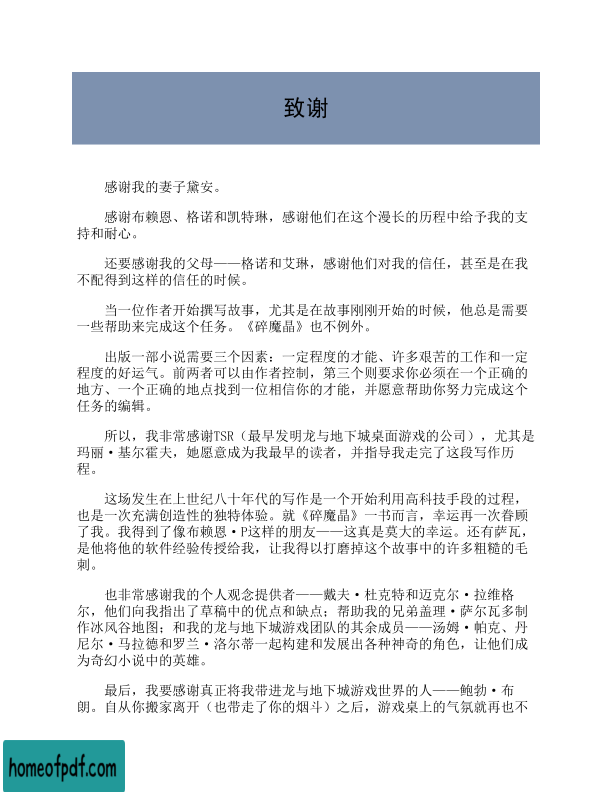 致谢
感谢我的妻子黛安。
感谢布赖恩、格诺和凯特琳，感谢他们在这个漫长的历程中给予我的支
持和耐心。
还要感谢我的父母——格诺和艾琳，感谢他们对我的信任，甚至是在我
不配得到这样的信任的时候。
当一位作者开始撰写故事，尤其是在故事刚刚开始的时候，他总是需要
一些帮助来完成这个任务。《碎魔晶》也不例外。
出版一部小说需要三个因素：一定程度的才能、许多艰苦的工作和一定
程度的好运气。前两者可以由作者控制，第三个则要求你必须在一个正确的
地方、一个正确的地点找到一位相信你的才能，并愿意帮助你努力完成这个
任务的编辑。
所以，我非常感谢TSR（最早发明龙与地下城桌面游戏的公司），尤其是
玛丽·基尔霍夫，她愿意成为我最早的读者，并指导我走完了这段写作历
程。
这场发生在上世纪八十年代的写作是一个开始利用高科技手段的过程，
也是一次充满创造性的独特体验。就《碎魔晶》一书而言，幸运再一次眷顾
了我。我得到了像布赖恩·P这样的朋友——这真是莫大的幸运。还有萨瓦，
是他将他的软件经验传授给我，让我得以打磨掉这个故事中的许多粗糙的毛
刺。
也非常感谢我的个人观念提供者——戴夫·杜克特和迈克尔·拉维格
尔，他们向我指出了草稿中的优点和缺点；帮助我的兄弟盖理·萨尔瓦多制
作冰风谷地图；和我的龙与地下城游戏团队的其余成员——汤姆·帕克、丹
尼尔·马拉德和罗兰·洛尔蒂一起构建和发展出各种神奇的角色，让他们成
为奇幻小说中的英雄。
最后，我要感谢真正将我带进龙与地下城游戏世界的人——鲍勃·布
朗。自从你搬家离开（也带走了你的烟斗）之后，游戏桌上的气氛就再也不
homeofpdf.com